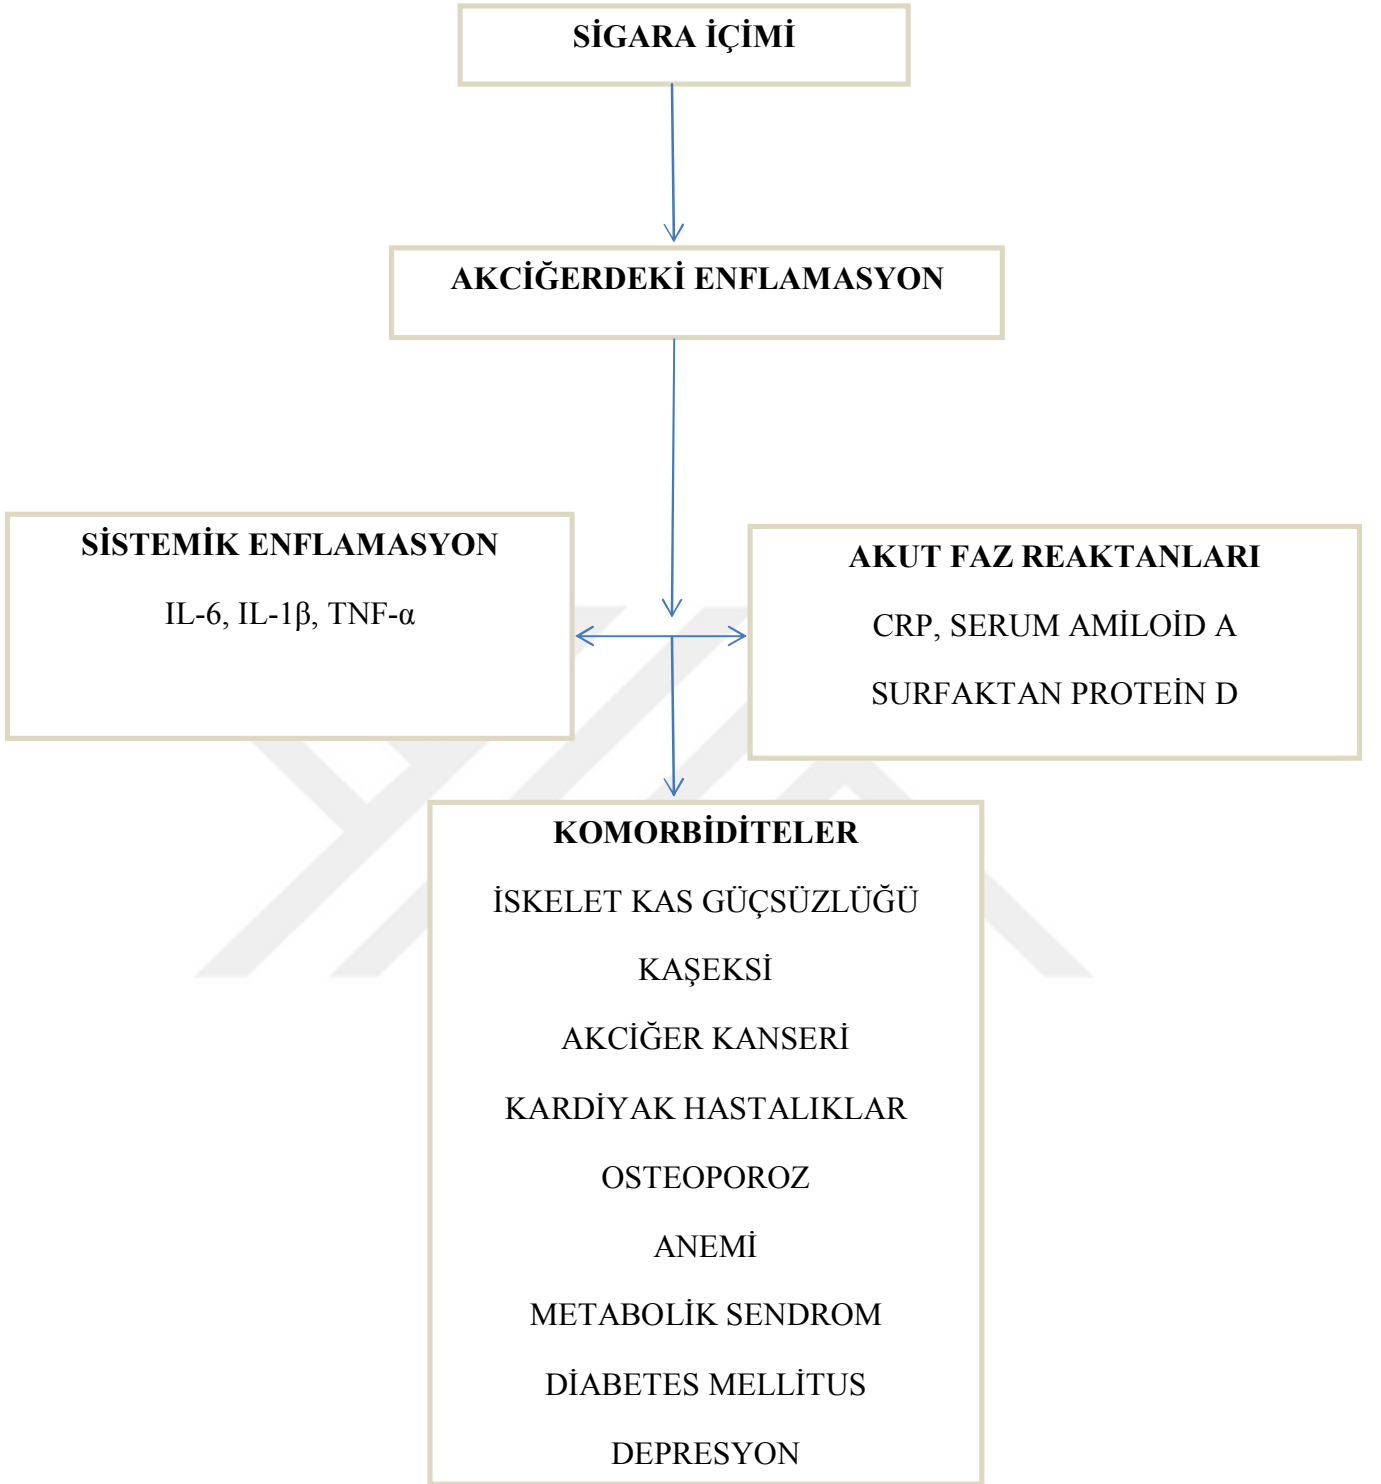 SİGARA İÇİMİ
AKCİĞERDEKİ ENFLAMASYON
SİSTEMİK ENFLAMASYON
IL-6, IL-1β, TNF-α
AKUT FAZ REAKTANLARI
CRP, SERUM AMİLOİD A
SURFAKTAN PROTEİN D
KOMORBİDİTELER
İSKELET KAS GÜÇSÜZLÜĞÜ
KAŞEKSİ
AKCİĞER KANSERİ
KARDİYAK HASTALIKLAR
OSTEOPOROZ
ANEMİ
METABOLİK SENDROM
DİABETES MELLİTUS
DEPRESYON